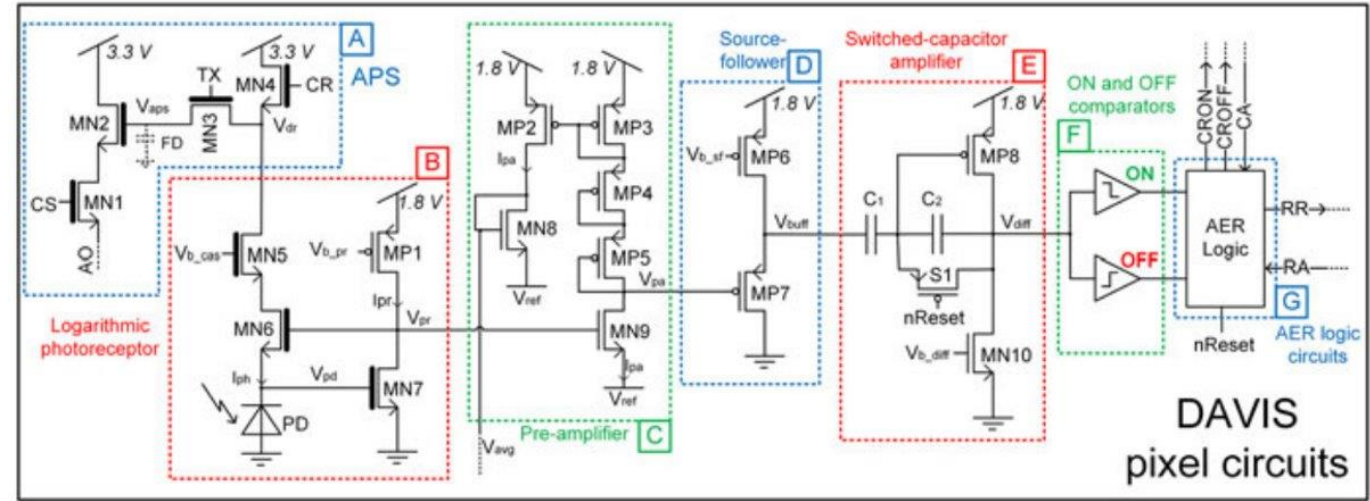 A
APS
3.3 V
3.3 V
TX
MN4
CR
Vaps
MN2
FD
MN3
Vdr
CS
MN1
AO
B
1.8 V
Vb_cas
MN5
Vb_pr
MP1
Ipr
Logarithmic
photoreceptor
MN6
Vpr
Iph
Vpd
MN7
PD
1.8 V
1.8 V
MP2
MP3
Ipa
MP4
MN8
MP5
Vref
Vpa
MN9
Ipa
Vref
Pre-amplifier
C
Vavg
Source-
follower
D
1.8 V
Vb_sf
MP6
Vbuff
MP7
Switched-capacitor
amplifier
E
1.8 V
MP8
C1
C2
Vdiff
S1
nReset
Vb_diff
MN10
ON and OFF
comparators
F
ON
OFF
CRON
CROFF
CA
AER
Logic
RR
RA
G
nReset
AER logic
circuits
DAVIS
pixel circuits